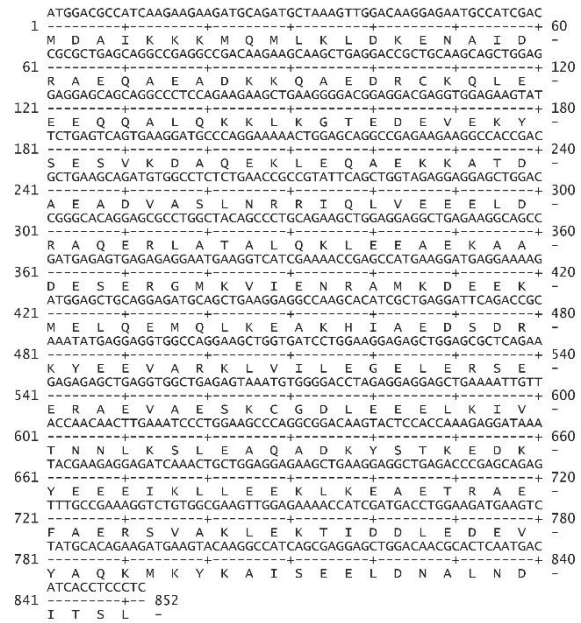 ATGGACGCCATCAAGAAGAAGATGCAGATGCTAAAGTTGGACAAGGAGAATGCCATCGAC
1 ---------+---------+---------+---------+---------+---------+ 60
M D A I K K K M Q M L K L D K E N A I D -
CGCGCTGAGCAGGCCGAGGCCGACAAGAAGCAAGCTGAGGACCGCTGCAAGCAGCTGGAG
61 ---------+---------+---------+---------+---------+---------+ 120
R A E Q A E A D K K Q A E D R C K Q L E -
GAGGAGCAGCAGGCCCTCCAGAAGAAGCTGAAGGGGACGGAGGACGAGGTGGAGAAGTAT
121 ---------+---------+---------+---------+---------+---------+ 180
E E Q Q A L Q K K L K G T E D E V E K Y -
TCTGAGTCAGTGAAGGATGCCCAGGAAAAACTGGAGCAGGCCGAGAAGAAGGCCACCGAC
181 ---------+---------+---------+---------+---------+---------+ 240
S E S V K D A Q E K L E Q A E K K A T D -
GCTGAAGCAGATGTGGCCTCTCTGAACCGCCGTATTCAGCTGGTAGAGGAGGAGCTGGAC
241 ---------+---------+---------+---------+---------+---------+ 300
A E A D V A S L N R R I Q L V E E E L D -
CGGGCACAGGAGCGCCTGGCTACAGCCCTGCAGAAGCTGGAGGAGGCTGAGAAGGCAGCC
301 ---------+---------+---------+---------+---------+---------+ 360
R A Q E R L A T A L Q K L E E A E K A A -
GATGAGAGTGAGAGAGGAATGAAGGTCATCGAAAACCGAGCCATGAAGGATGAGGAAAAG
361 ---------+---------+---------+---------+---------+---------+ 420
D E S E R G M K V I E N R A M K D E E K -
ATGGAGCTGCAGGAGATGCAGCTGAAGGAGGCCAAGCACATCGCTGAGGATTCAGACCGC
421 ---------+---------+---------+---------+---------+---------+ 480
M E L Q E M Q L K E A K H I A E D S D R -
AAATATGAGGAGGTGGCCAGGAAGCTGGTGATCCTGGAAGGAGAGCTGGAGCGCTCAGAA
481 ---------+---------+---------+---------+---------+---------+ 540
K Y E E V A R K L V I L E G E L E R S E -
GAGAGAGCTGAGGTGGCTGAGAGTAAATGTGGGGACCTAGAGGAGGAGCTGAAAATTGTT
541 ---------+---------+---------+---------+---------+---------+ 600
E R A E V A E S K C G D L E E E L K I V -
ACCAACAACTTGAAATCCCTGGAAGCCCAGGCGGACAAGTACTCCACCAAAGAGGATAAA
601 ---------+---------+---------+---------+---------+---------+ 660
T N N L K S L E A Q A D K Y S T K E D K -
TACGAAGAGGAGATCAAACTGCTGGAGGAGAAGCTGAAGGAGGCTGAGACCCGAGCAGAG
661 ---------+---------+---------+---------+---------+---------+ 720
Y E E E I K L L E E K L K E A E T R A E -
TTTGCCGAAAGGTCTGTGGCGAAGTTGGAGAAAACCATCGATGACCTGGAAGATGAAGTC
721 ---------+---------+---------+---------+---------+---------+ 780
F A E R S V A K L E K T I D D L E D E V -
TATGCACAGAAGATGAAGTACAAGGCCATCAGCGAGGAGCTGGACAACGCACTCAATGAC
781 ---------+---------+---------+---------+---------+---------+ 840
Y A Q K M K Y K A I S E E L D N A L N D -
ATCACCTCCCTC
841 ---------+-- 852
I T S L -